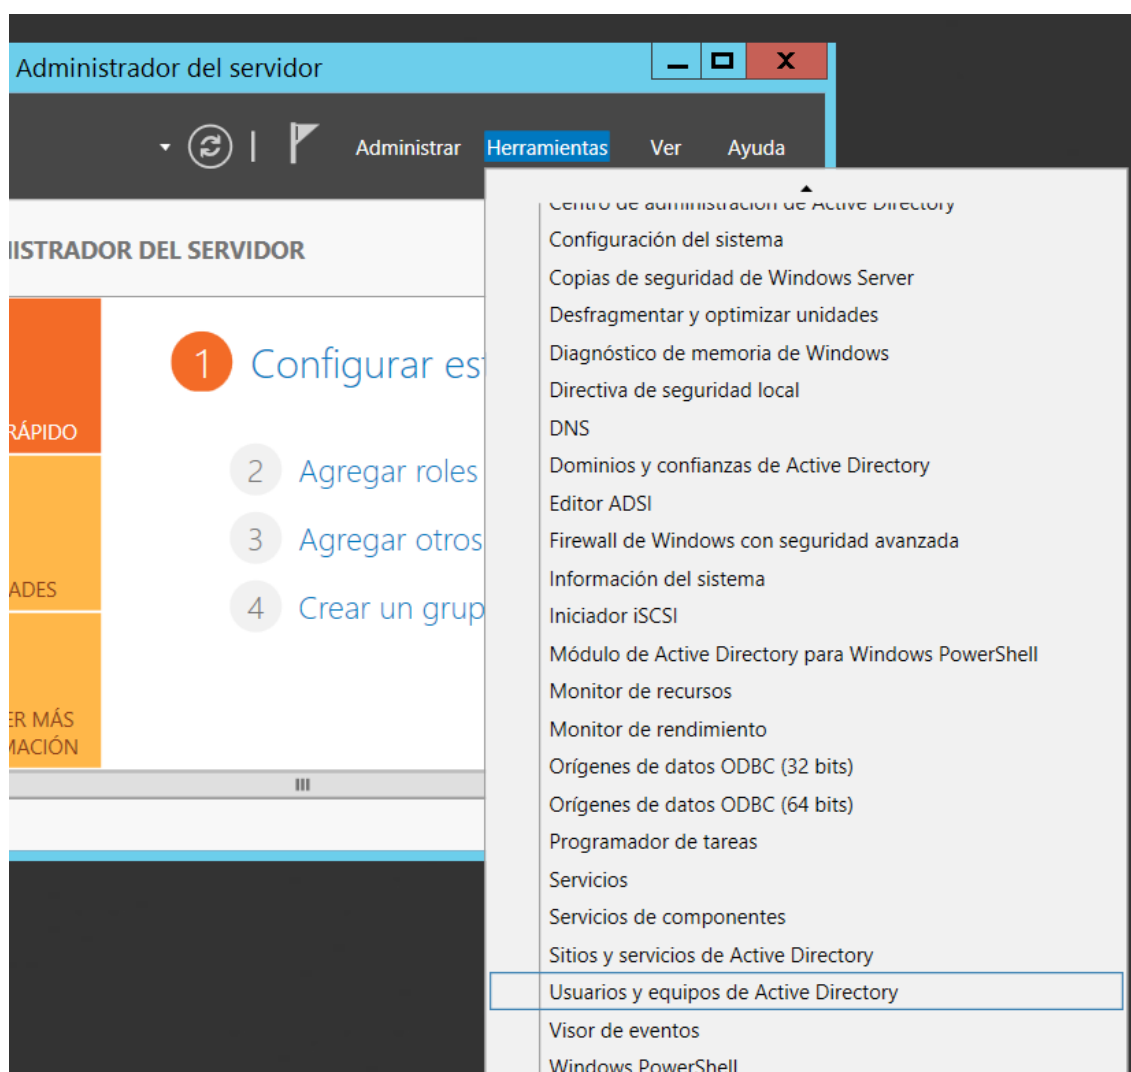 Administrador del servidor
Administrar Herramientas Ver Ayuda
ISTRADOR DEL SERVIDOR
1 Configurar es
RÁPIDO
2 Agregar roles
3 Agregar otros
ADES
4 Crear un grup
ER MÁS
MACIÓN
Centro de administración de Active Directory
Configuración del sistema
Copias de seguridad de Windows Server
Desfragmentar y optimizar unidades
Diagnóstico de memoria de Windows
Directiva de seguridad local
DNS
Dominios y confianzas de Active Directory
Editor ADSI
Firewall de Windows con seguridad avanzada
Información del sistema
Iniciador iSCSI
Módulo de Active Directory para Windows PowerShell
Monitor de recursos
Monitor de rendimiento
Orígenes de datos ODBC (32 bits)
Orígenes de datos ODBC (64 bits)
Programador de tareas
Servicios
Servicios de componentes
Sitios y servicios de Active Directory
Usuarios y equipos de Active Directory
Visor de eventos
Windows PowerShell